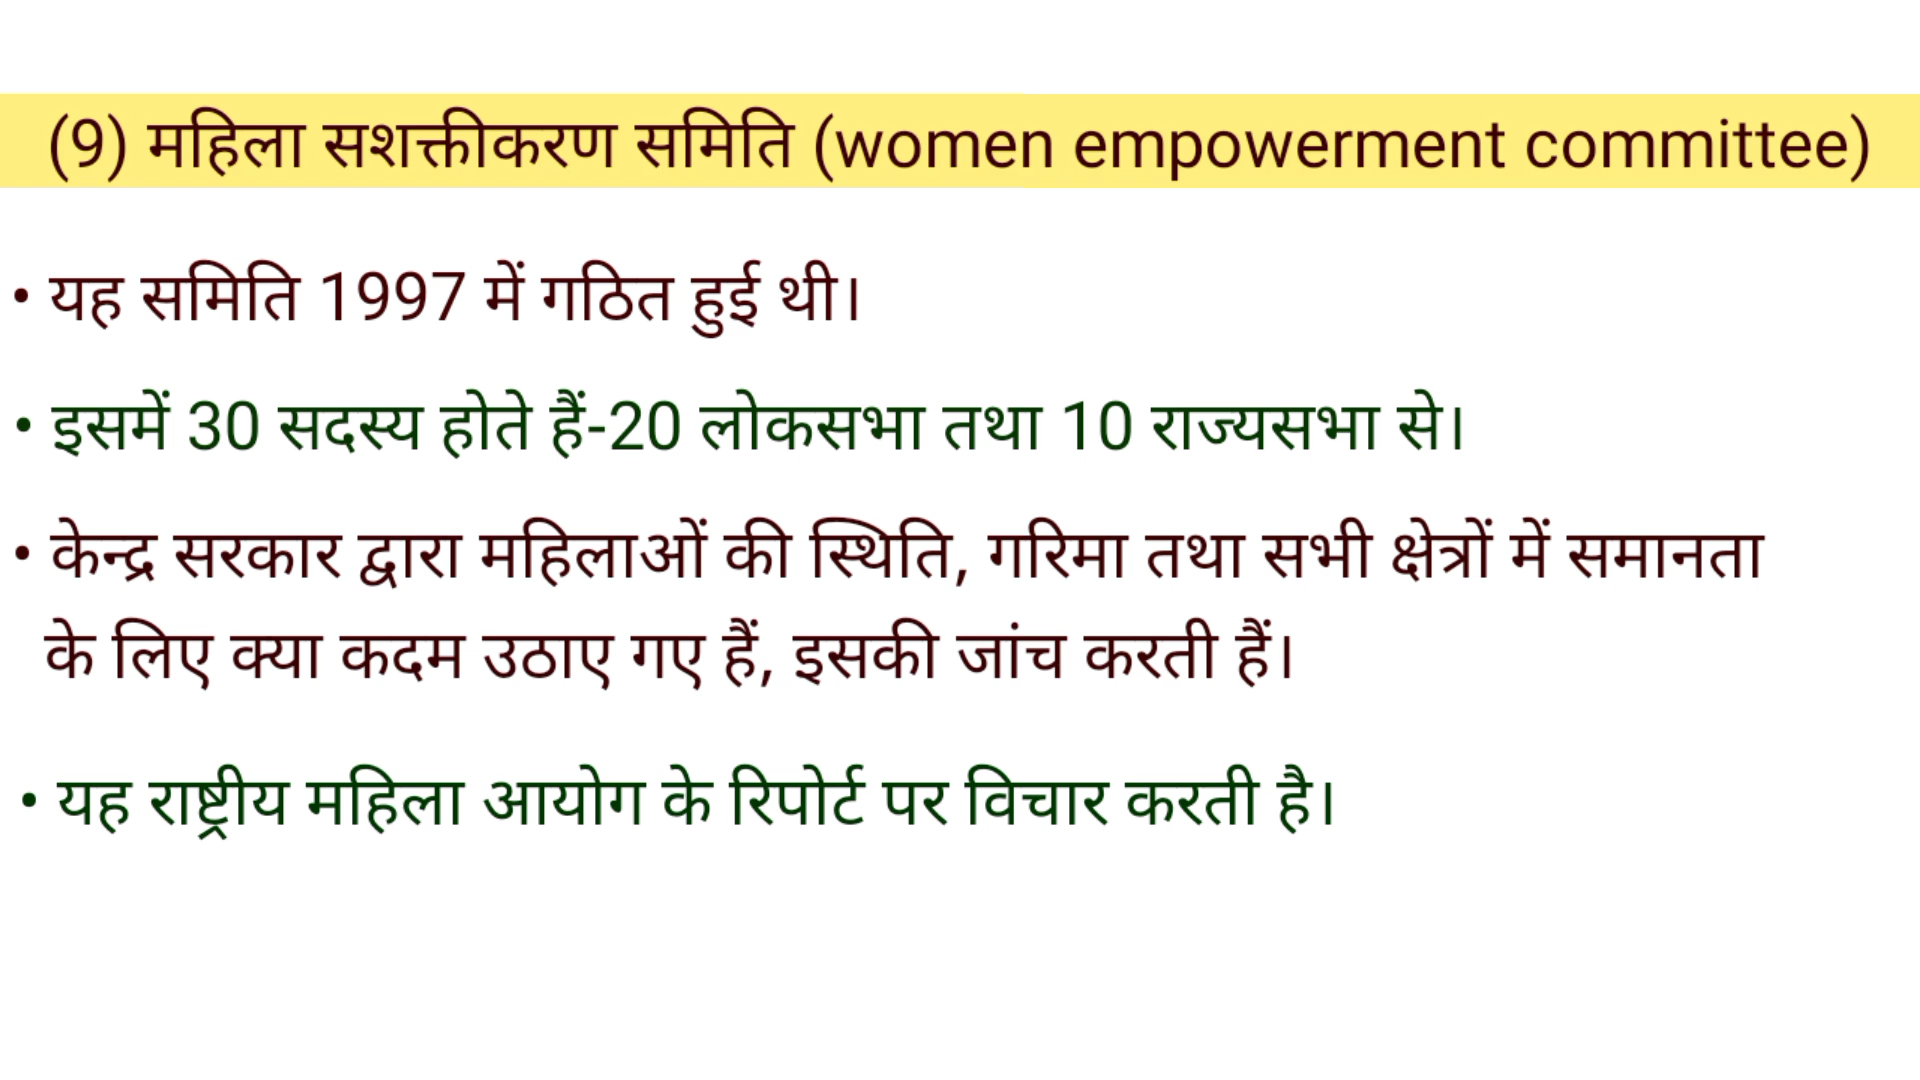 (9) महिला सशक्तीकरण समिति (women empowerment committee)
• यह समिति 1997 में गठित हुई थी।
• इसमें 30 सदस्य होते हैं-20 लोकसभा तथा 10 राज्यसभा से।
• केन्द्र सरकार द्वारा महिलाओं की स्थिति, गरिमा तथा सभी क्षेत्रों में समानता
के लिए क्या कदम उठाए गए हैं, इसकी जांच करती हैं।
• यह राष्ट्रीय महिला आयोग के रिपोर्ट पर विचार करती है।